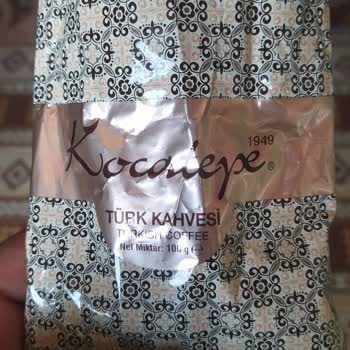 1949
Kocatepe ®
TÜRK KAHVESİ
TURKISH COFFEE
Net Miktar: 100 g e